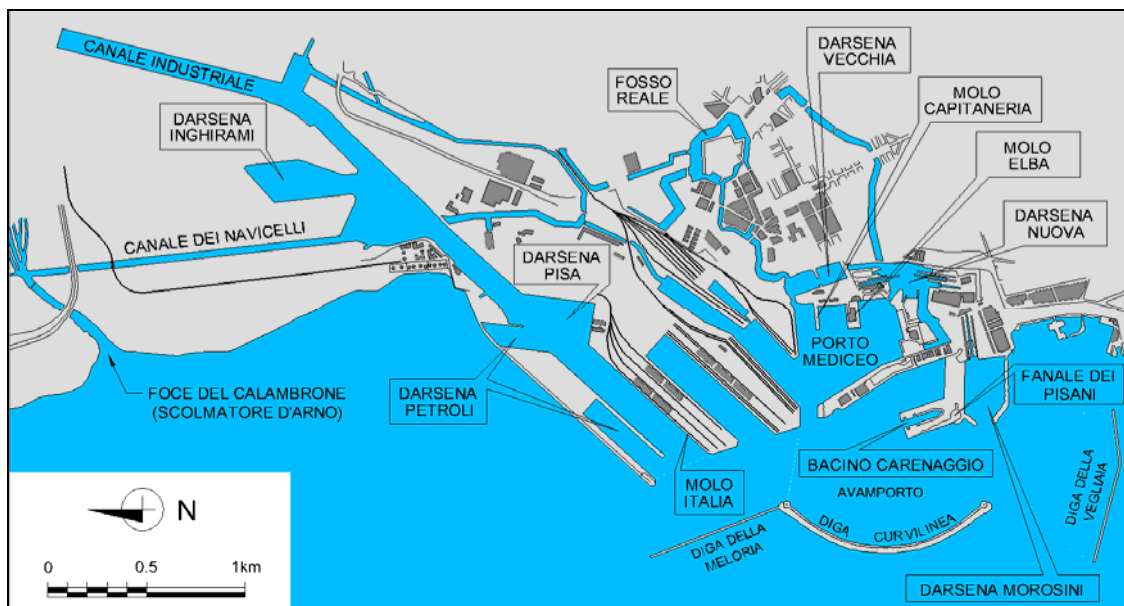 CANALE INDUSTRIALE
DARSENA
INGHIRAMI
FOSSO
REALE
DARSENA
VECCHIA
MOLO
CAPITANERIA
MOLO
ELBA
DARSENA
NUOVA
CANALE DEI NAVICELLI
DARSENA
PISA
PORTO
MEDICEO
FOCE DEL CALAMBRONE
(SCOLMATORE D'ARNO)
DARSENA
PETROLI
FANALE DEI
PISANI
BACINO CARENAGGIO
MOLO
ITALIA
AVAMPORTO
DIGA DELLA
VEGLIAIA
DIGA CURVILINEA
DIGA DELLA
MELORIA
DARSENA MOROSINI
N
0 0.5 1km